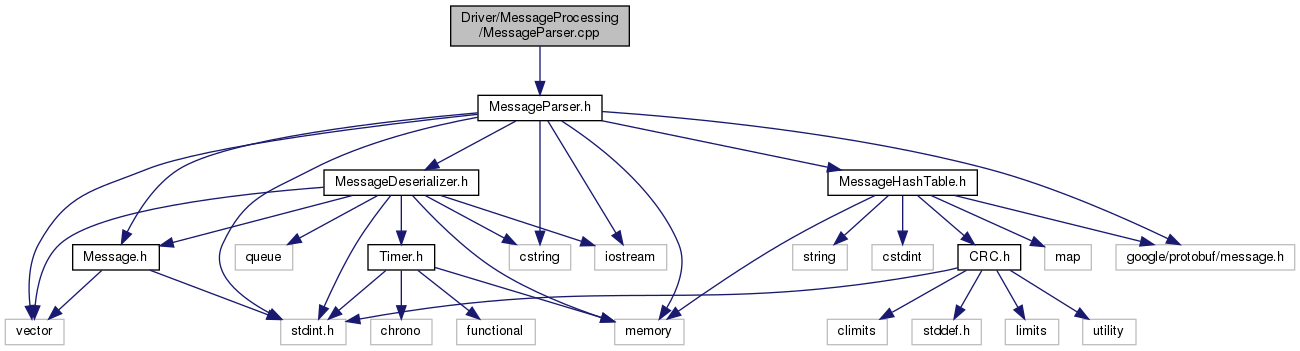 Driver/MessageProcessing
/MessageParser.cpp
MessageParser.h
MessageDeserializer.h
MessageHashTable.h
Message.h
queue
Timer.h
cstring
iostream
string
cstdint
CRC.h
map
google/protobuf/message.h
vector
stdint.h
chrono
functional
memory
climits
stddef.h
limits
utility